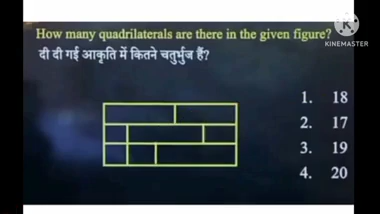 How many quadrilaterals are there in the given figure?
दी दी गई आकृति में कितने चतुर्भुज हैं?
1. 18
2. 17
3. 19
4. 20
KINEMASTER